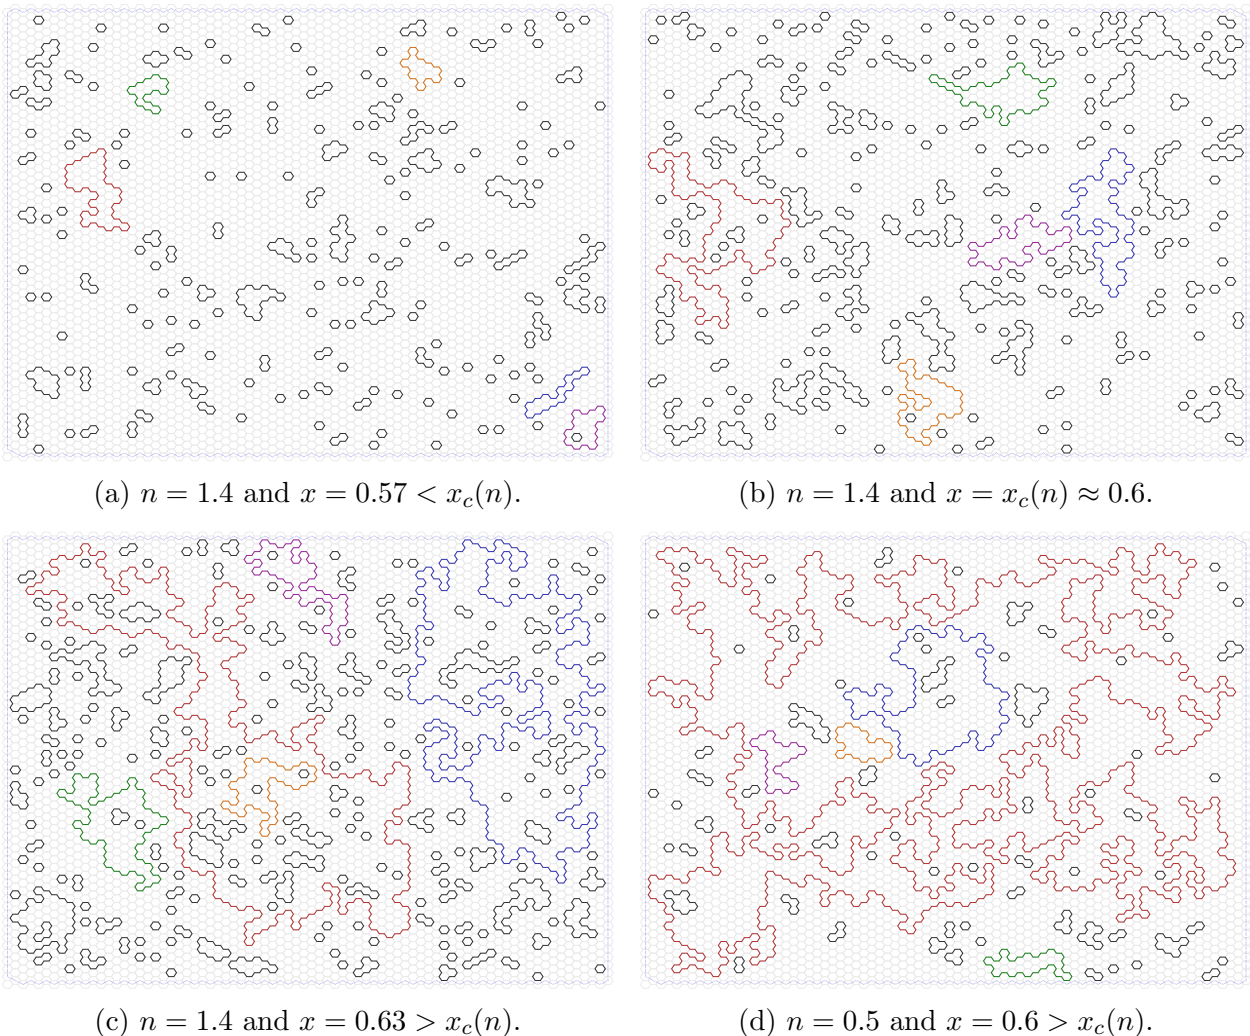 (a) n = 1.4 and x = 0.57 < x_c(n).
(b) n = 1.4 and x = x_c(n) ≈ 0.6.
(c) n = 1.4 and x = 0.63 > x_c(n).
(d) n = 0.5 and x = 0.6 > x_c(n).